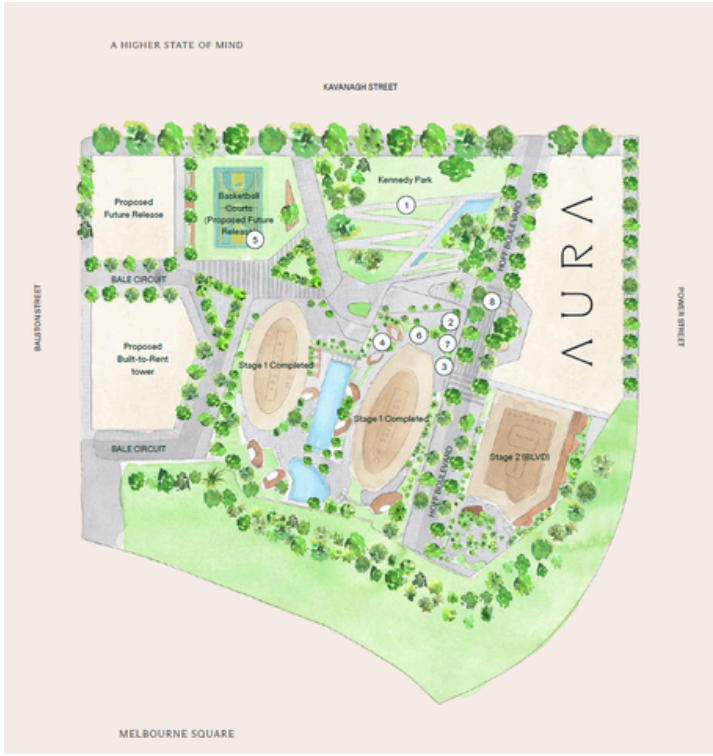 A HIGHER STATE OF MIND
KAVANAGH STREET
Kennedy Park
1
Basketball
Courts
(Proposed Future
Release)
5
Proposed
Future Release
HOFF BOULEVARD
AURA
BALE CIRCUIT
8
2
6
7
4
3
BALSTON STREET
POWER STREET
Proposed
Built-to-Rent
tower
Stage 1 Completed
Stage 1 Completed
BALE CIRCUIT
Stage 2 (BLVD)
HOFF BOULEVARD
MELBOURNE SQUARE